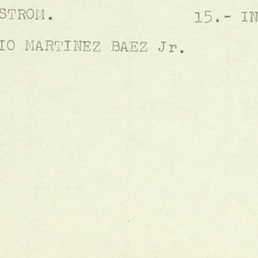 STROM. 15.- IN
IO MARTINEZ BAEZ Jr.